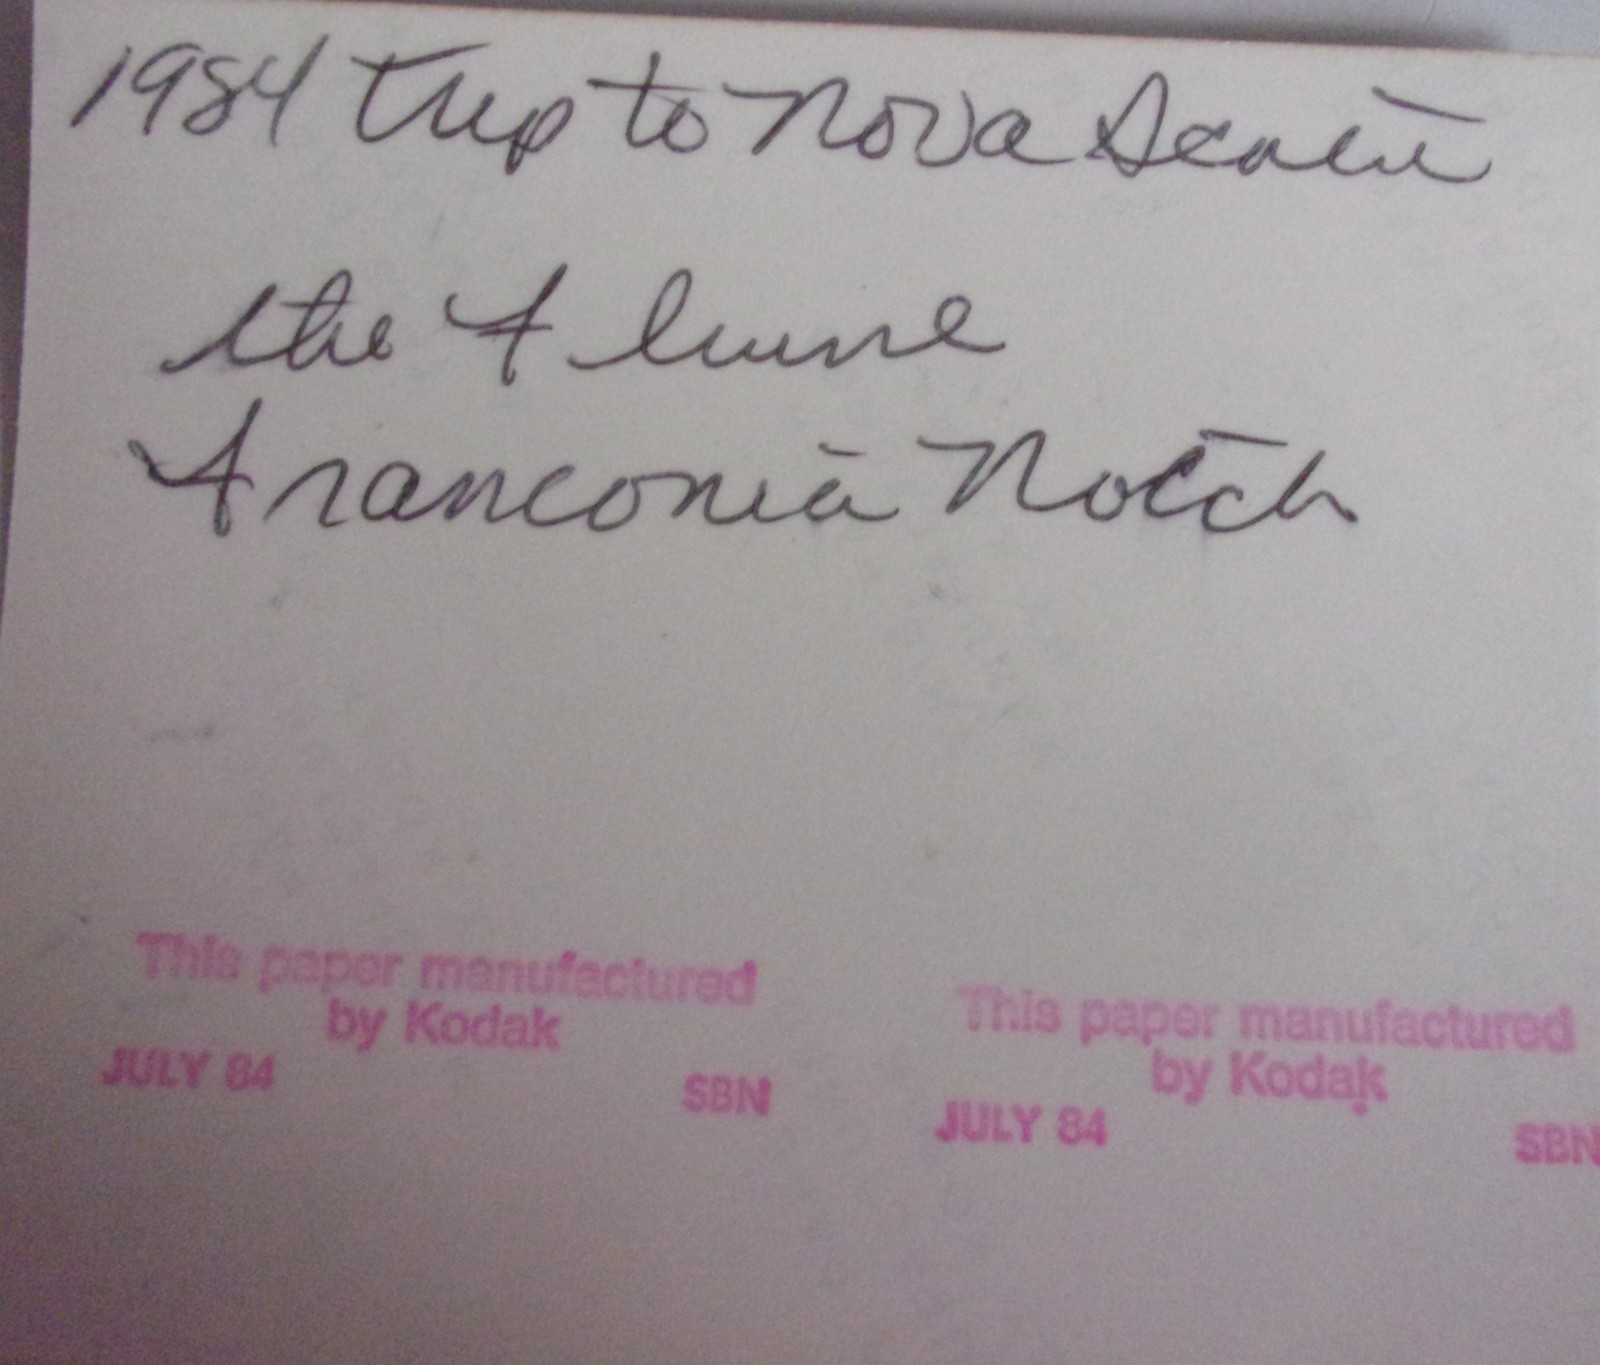 1984 trip to Nova Scotia
the Flume
Franconia Notch
This paper manufactured
by Kodak
JULY 84 SBN
This paper manufactured
by Kodak
JULY 84 SBN